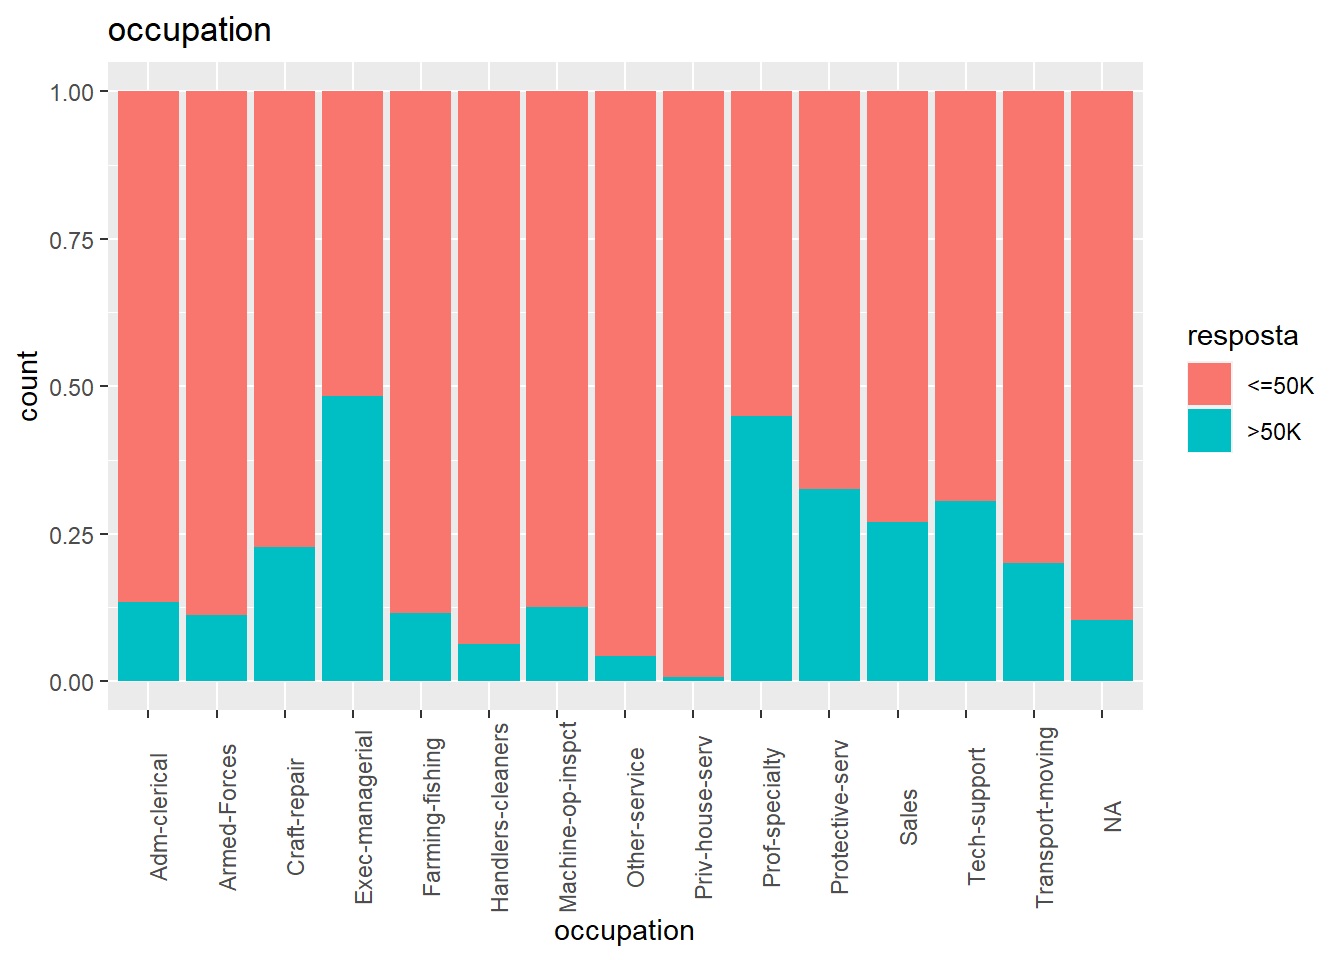 occupation
1.00
0.75
0.50
0.25
0.00
count
Adm-clerical
Armed-Forces
Craft-repair
Exec-managerial
Farming-fishing
Handlers-cleaners
Machine-op-inspct
Other-service
Priv-house-serv
Prof-specialty
Protective-serv
Sales
Tech-support
Transport-moving
NA
occupation
resposta
<=50K
>50K